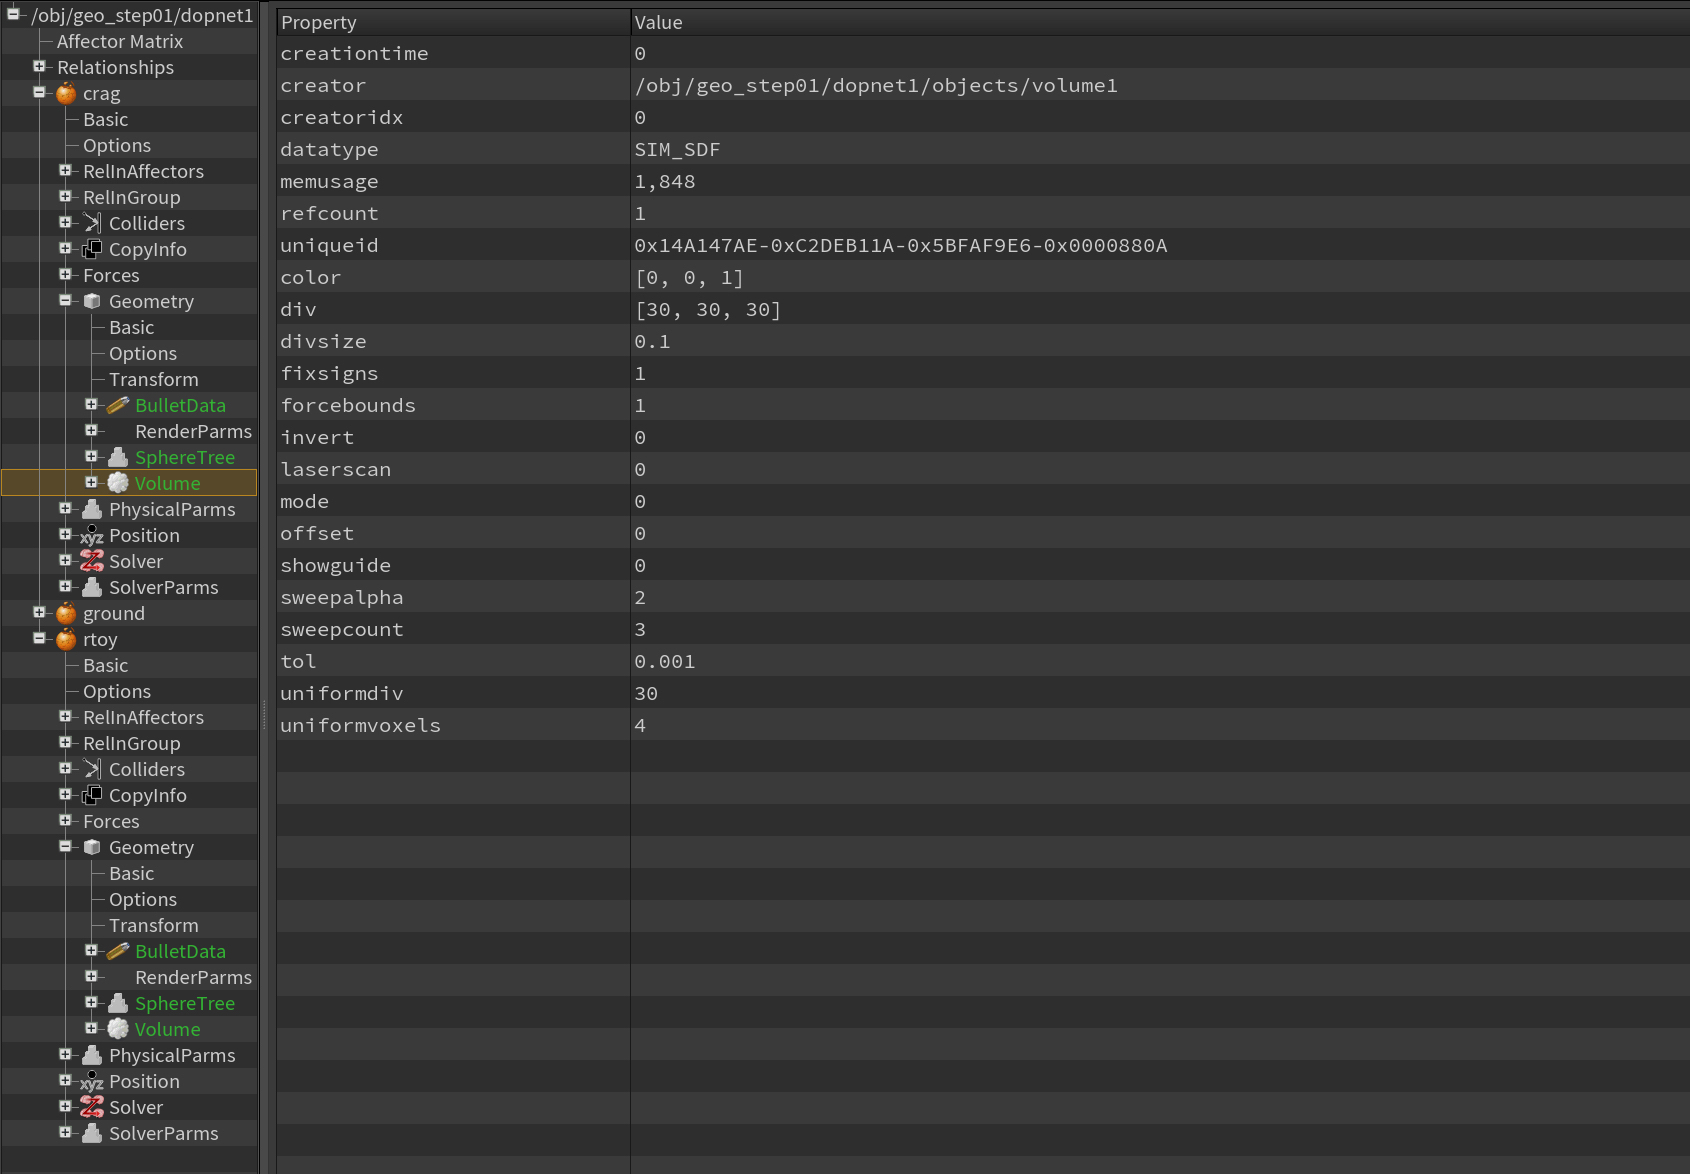 /obj/geo_step01/dopnet1
Affector Matrix
Relationships
crag
Basic
Options
RelInAffectors
RelInGroup
Colliders
CopyInfo
Forces
Geometry
Basic
Options
Transform
BulletData
RenderParms
SphereTree
Volume
PhysicalParms
xyz Position
Solver
SolverParms
ground
rtoy
Basic
Options
RelInAffectors
RelInGroup
Colliders
CopyInfo
Forces
Geometry
Basic
Options
Transform
BulletData
RenderParms
SphereTree
Volume
PhysicalParms
xyz Position
Solver
SolverParms
Property Value
creationtime 0
creator /obj/geo_step01/dopnet1/objects/volume1
creatoridx 0
datatype SIM_SDF
memusage 1,848
refcount 1
uniqueid 0x14A147AE-0xC2DEB11A-0x5BFAF9E6-0x0000880A
color [0, 0, 1]
div [30, 30, 30]
divsize 0.1
fixsigns 1
forcebounds 1
invert 0
laserscan 0
mode 0
offset 0
showguide 0
sweepalpha 2
sweepcount 3
tol 0.001
uniformdiv 30
uniformvoxels 4